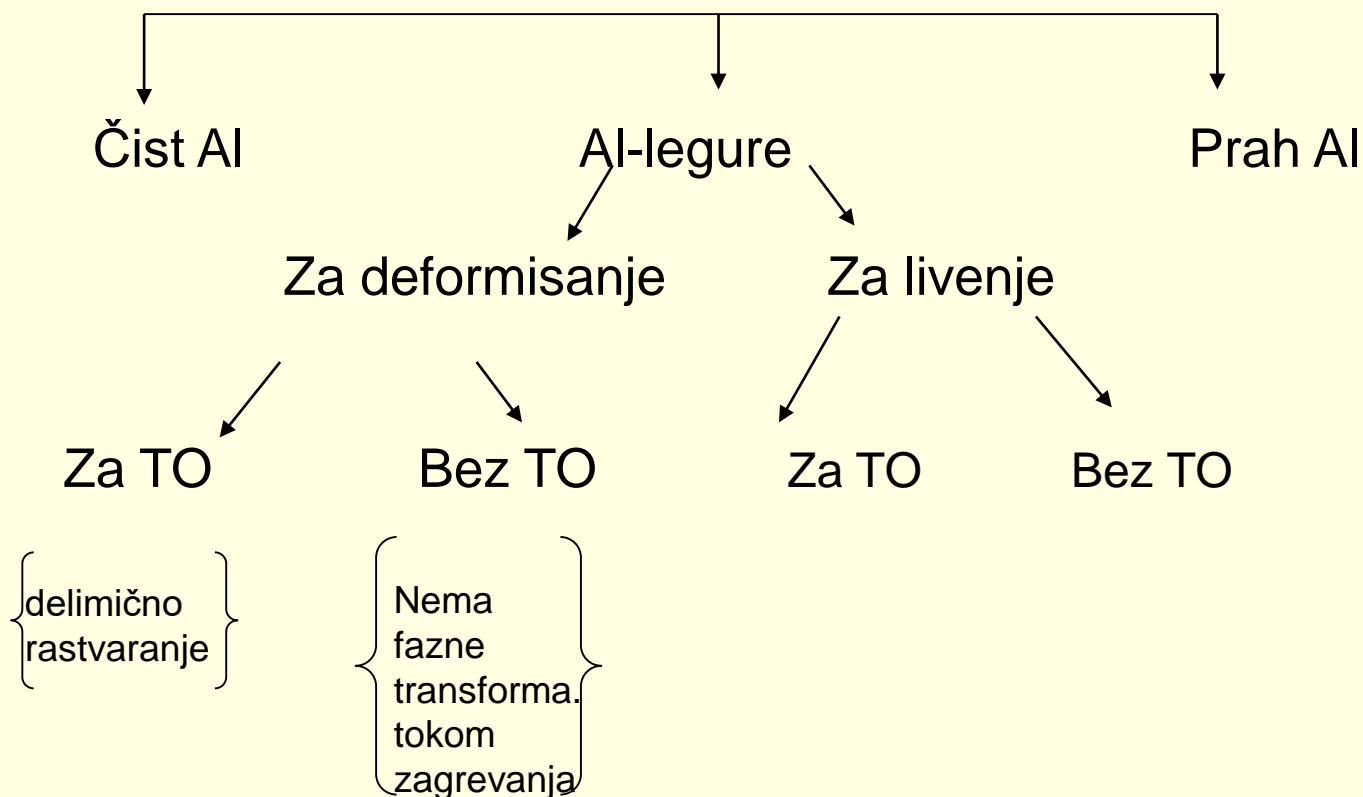 Čist Al
Al-legure
Prah Al
Za deformisanje
Za livenje
Za TO
Bez TO
Za TO
Bez TO
delimično
rastvaranje
Nema
fazne
transforma.
tokom
zagrevanja